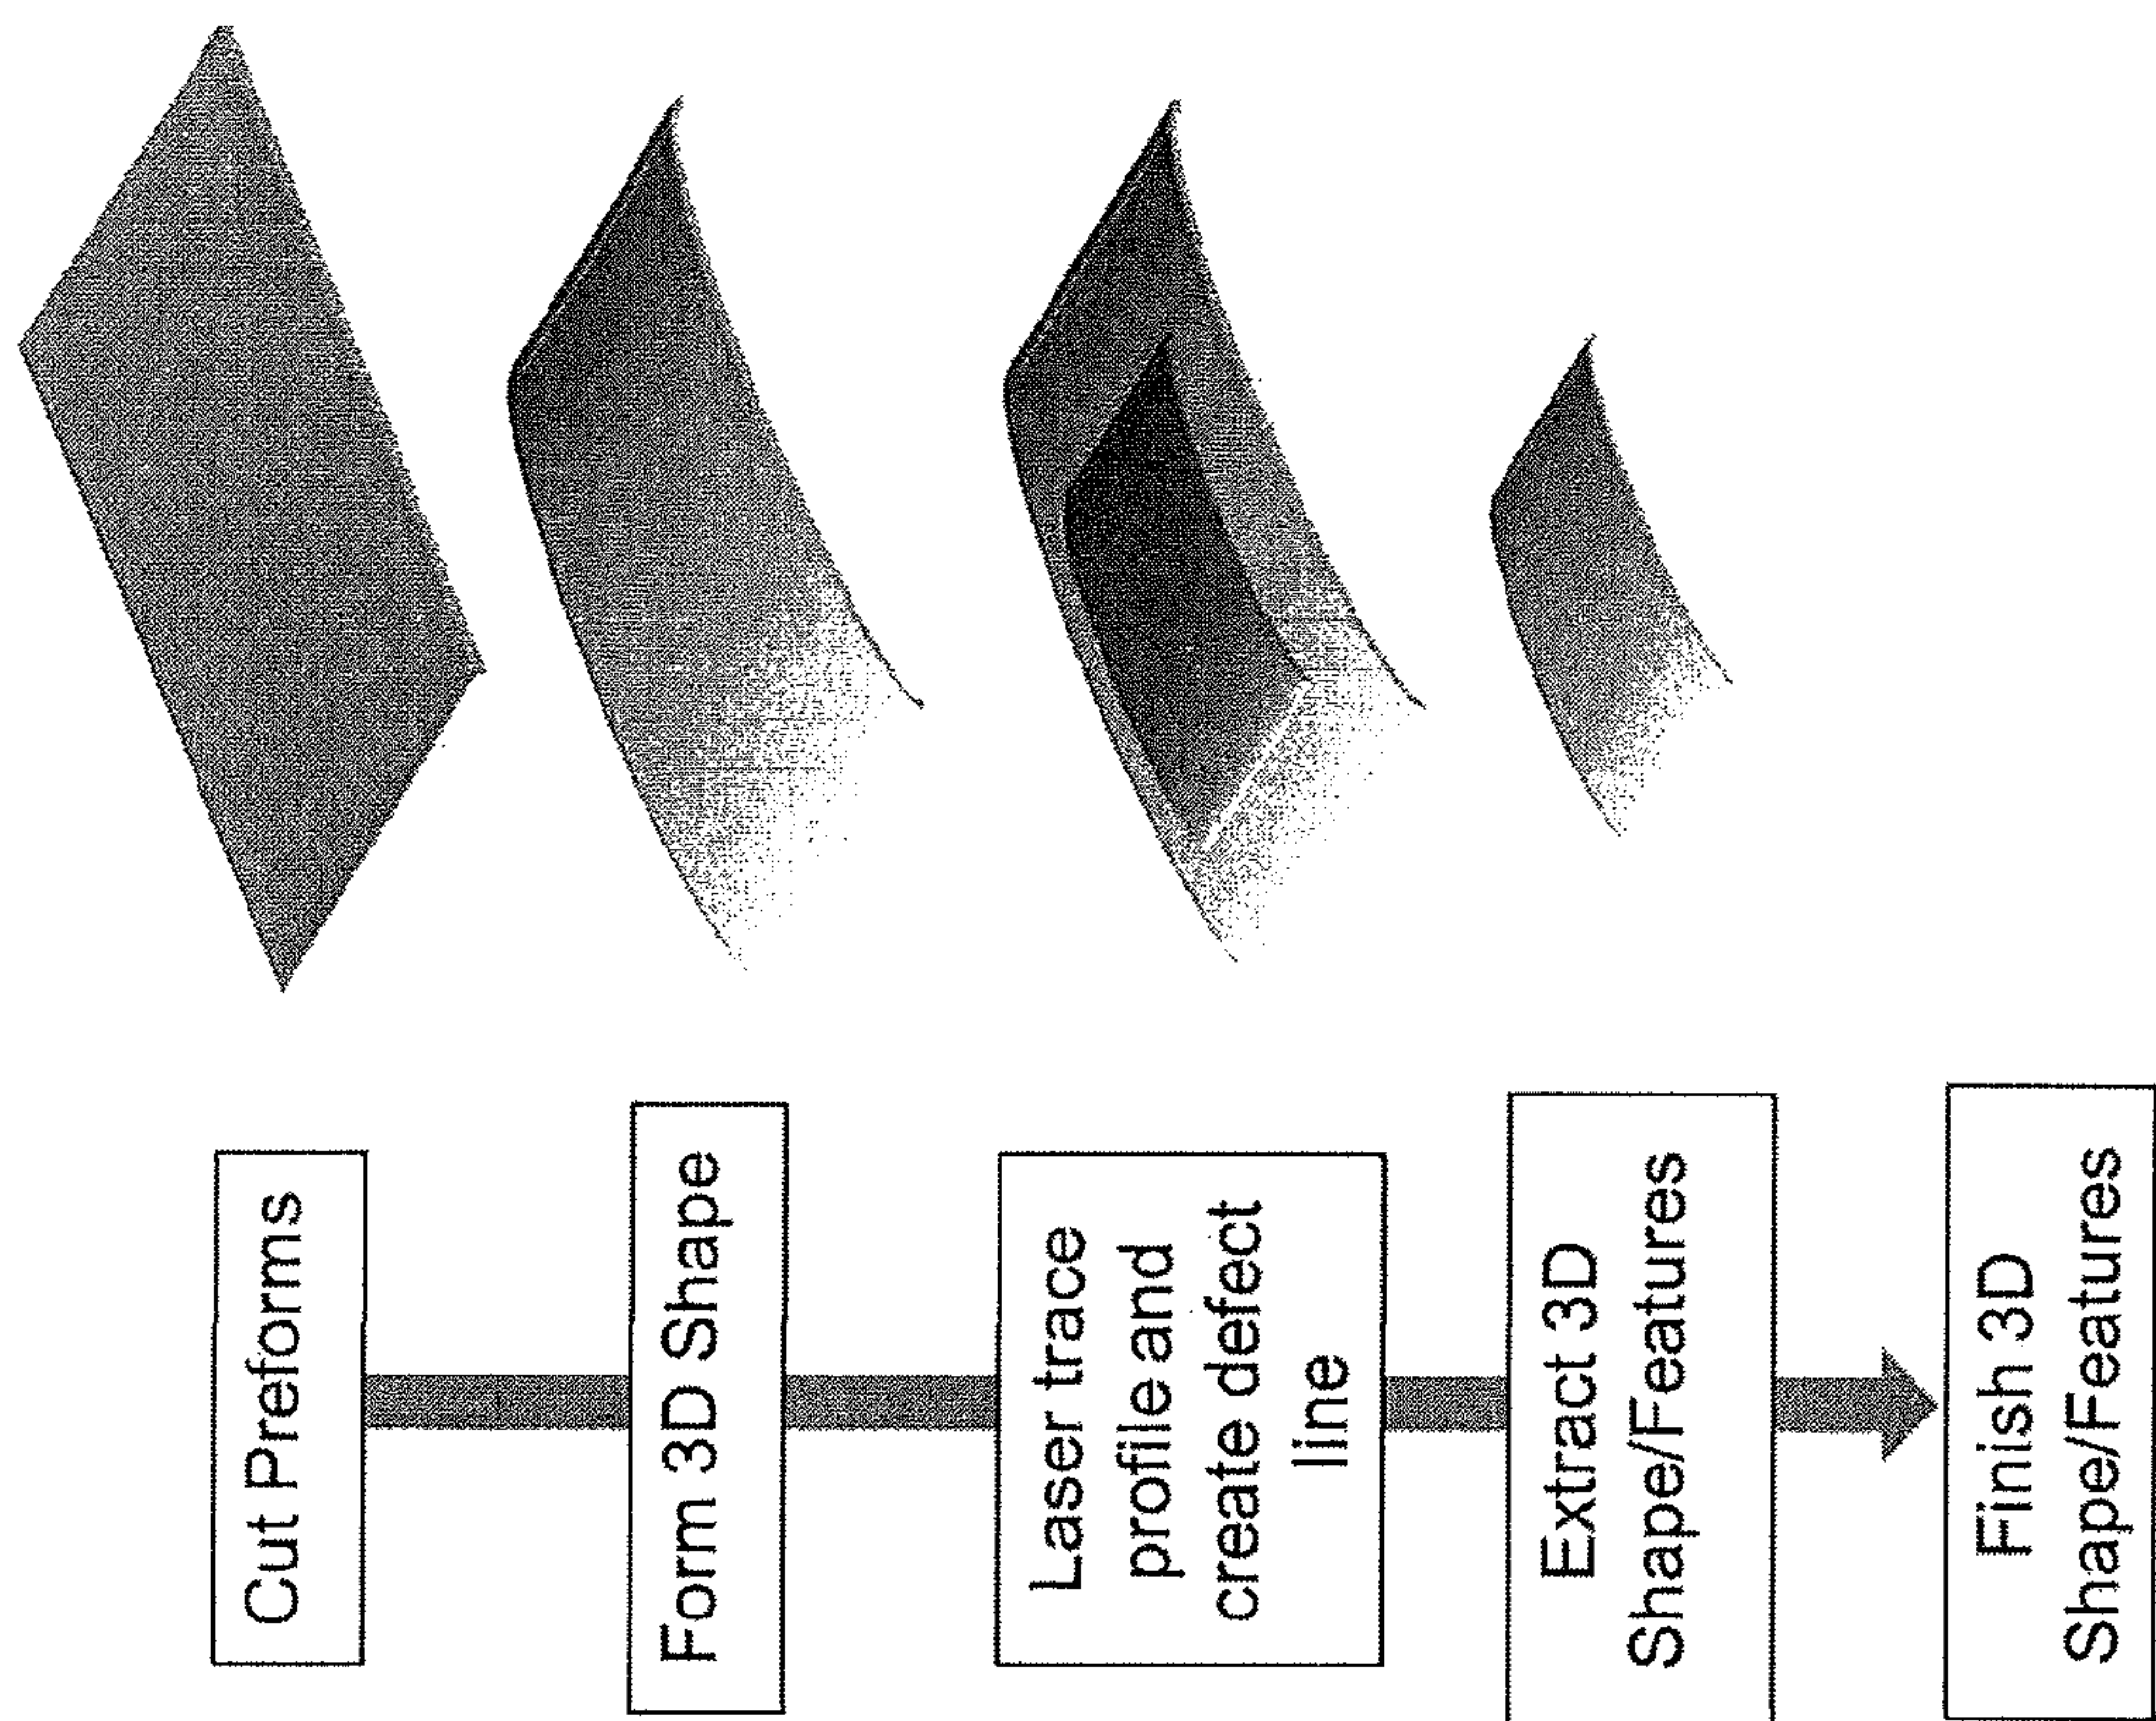 Cut Preforms
Form 3D Shape
Laser trace
profile and
create defect
line
Extract 3D
Shape/Features
Finish 3D
Shape/Features